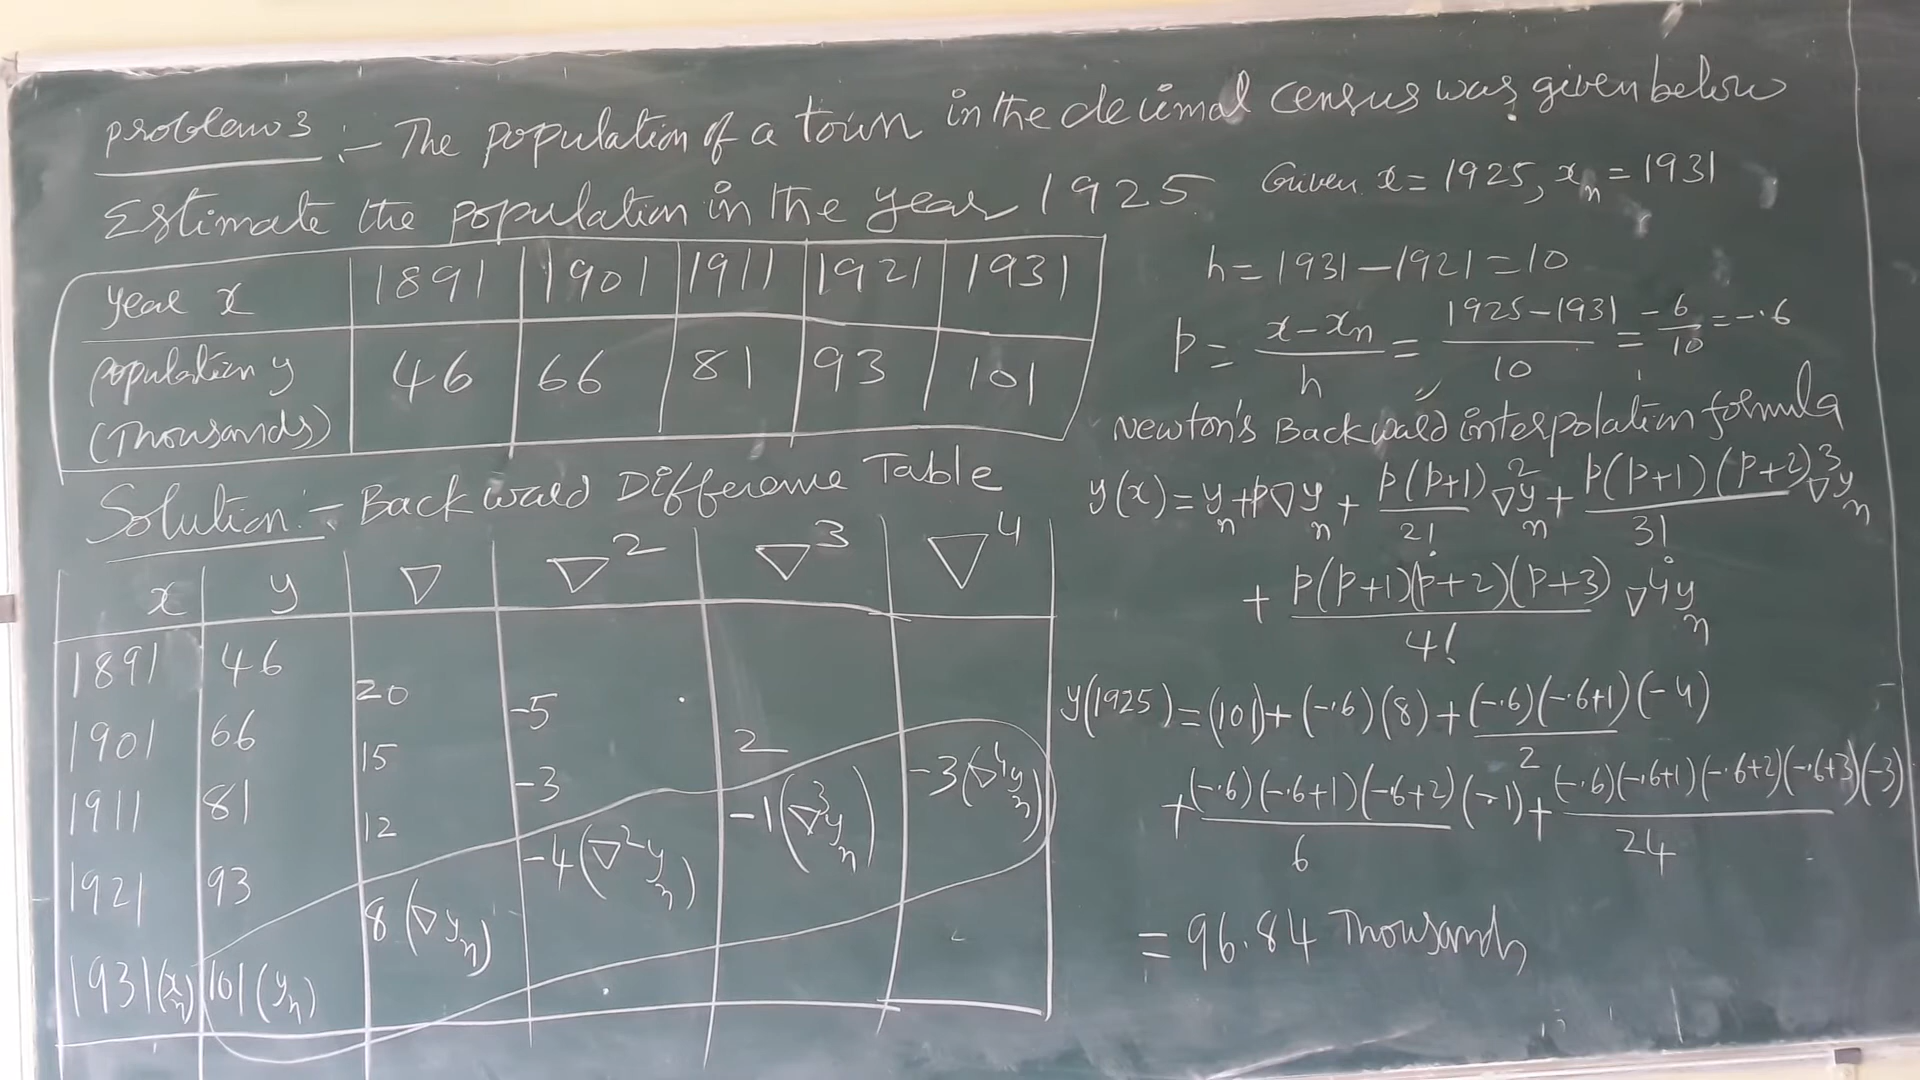 problem 3 :- The population of a town in the decimal census was given below
Estimate the population in the year 1925
year x 1891 1901 1911 1921 1931
population y (Thousands) 46 66 81 93 101
Solution:- Backward Difference Table
x y ∇ ∇² ∇³ ∇⁴
1891 46
20
-5
1901 66
15
2
-3
-3(∇⁴yₙ)
1911 81
12
-1(∇³yₙ)
-4(∇²yₙ)
1921 93
8(∇yₙ)
1931(xₙ) 101(yₙ)
Given x = 1925, xₙ = 1931
h = 1931 - 1921 = 10
p = (x - xₙ)/h = (1925 - 1931)/10 = -6/10 = -.6
Newton's Backward interpolation formula
y(x) = yₙ + p∇yₙ + p(p+1)/2! ∇²yₙ + p(p+1)(p+2)/3! ∇³yₙ
+ p(p+1)(p+2)(p+3)/4! ∇⁴yₙ
y(1925) = (101) + (-.6)(8) + (-.6)(-.6+1)/2 (-4)
+ (-.6)(-.6+1)(-.6+2)/6 (-1) + (-.6)(-.6+1)(-.6+2)(-.6+3)(-3)/24
= 96.84 Thousands